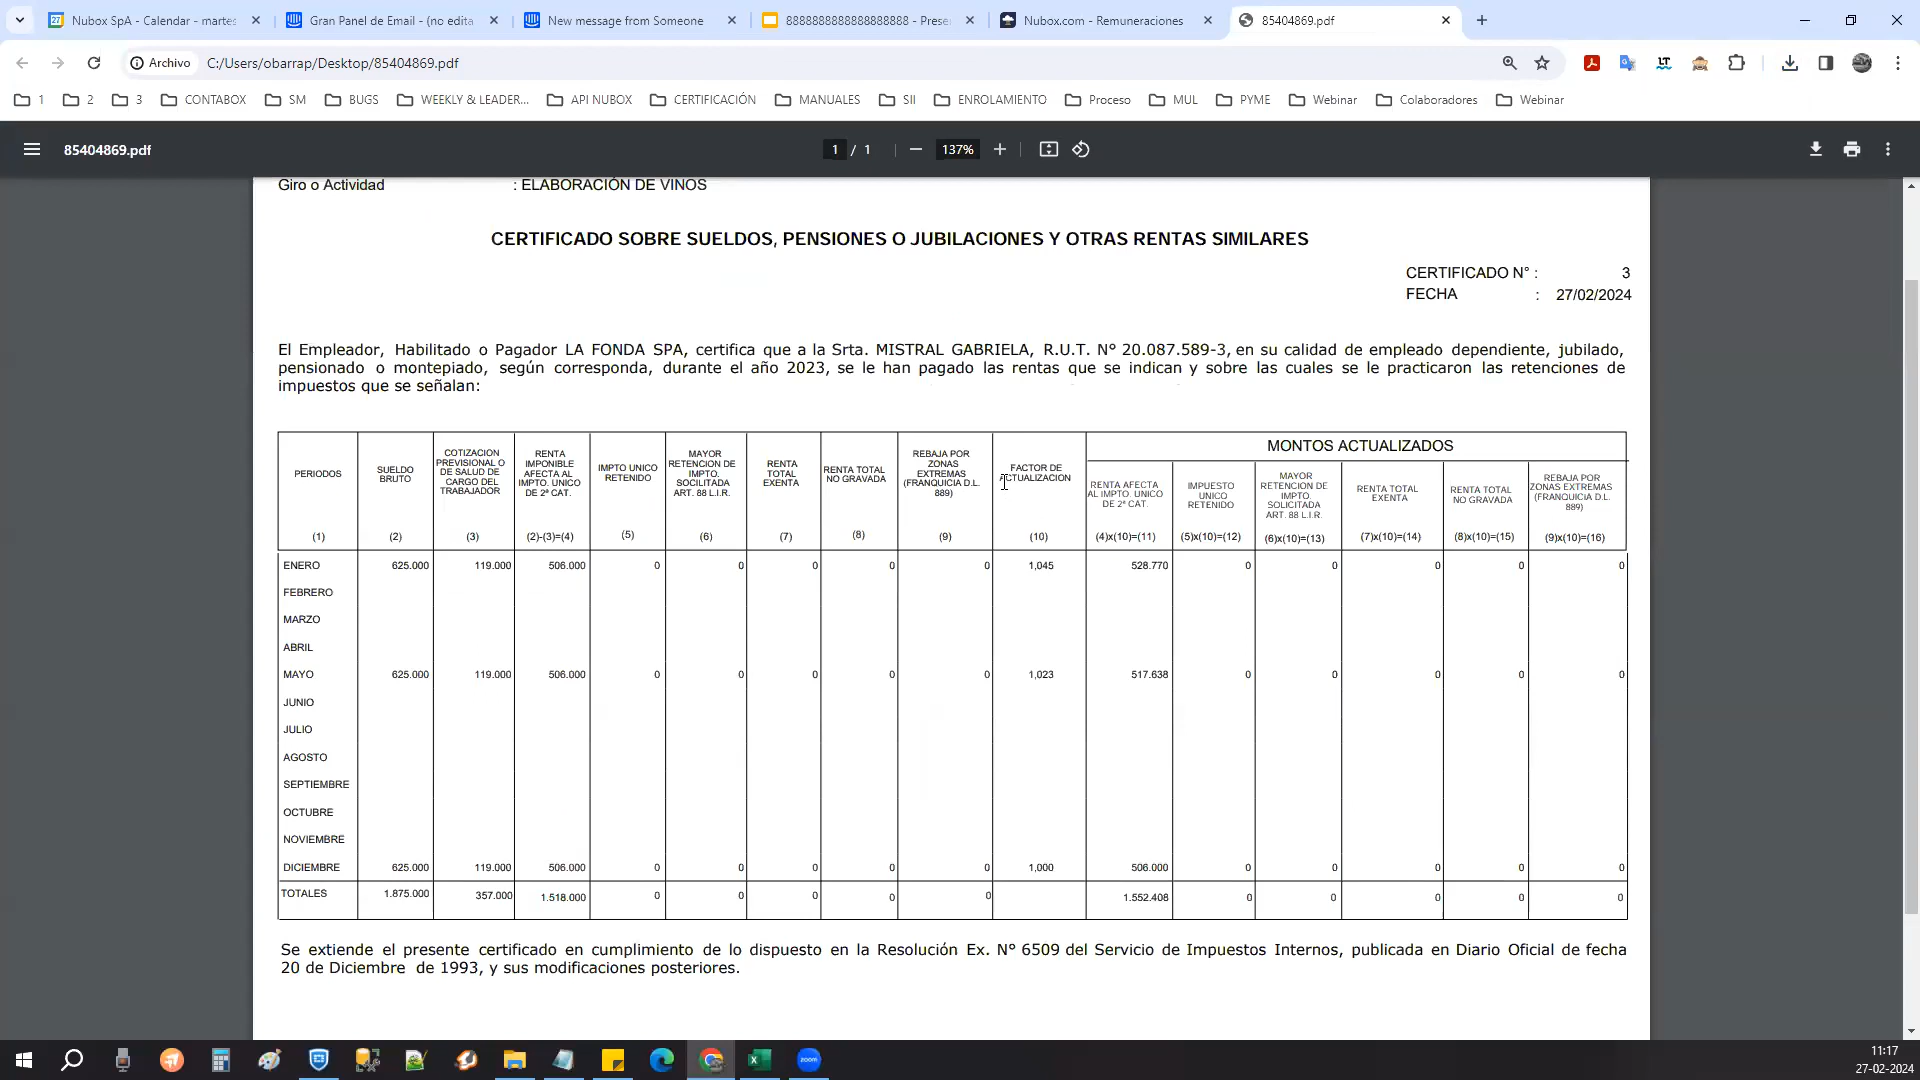 Nubox SpA - Calendar - martes
Gran Panel de Email - (no edita
New message from Someone
8888888888888888888 - Prese
Nubox.com - Remuneraciones
85404869.pdf
Archivo
C:/Users/obarrap/Desktop/85404869.pdf
1
2
3
CONTABOX
SM
BUGS
WEEKLY & LEADER...
API NUBOX
CERTIFICACIÓN
MANUALES
SII
ENROLAMIENTO
Proceso
MUL
PYME
Webinar
Colaboradores
Webinar
85404869.pdf
1 / 1
137%
Giro o Actividad : ELABORACIÓN DE VINOS
CERTIFICADO SOBRE SUELDOS, PENSIONES O JUBILACIONES Y OTRAS RENTAS SIMILARES
CERTIFICADO N° : 3
FECHA : 27/02/2024
El Empleador, Habilitado o Pagador LA FONDA SPA, certifica que a la Srta. MISTRAL GABRIELA, R.U.T. N° 20.087.589-3, en su calidad de empleado dependiente, jubilado,
pensionado o montepiado, según corresponda, durante el año 2023, se le han pagado las rentas que se indican y sobre las cuales se le practicaron las retenciones de
impuestos que se señalan:
PERIODOS
(1)
SUELDO
BRUTO
(2)
COTIZACION
PREVISIONAL O
DE SALUD DE
CARGO DEL
TRABAJADOR
(3)
RENTA
IMPONIBLE
AFECTA AL
IMPTO. UNICO
DE 2ª CAT.
(2)-(3)=(4)
IMPTO UNICO
RETENIDO
(5)
MAYOR
RETENCION DE
IMPTO.
SOCILITADA
ART. 88 L.I.R.
(6)
RENTA
TOTAL
EXENTA
(7)
RENTA TOTAL
NO GRAVADA
(8)
REBAJA POR
ZONAS
EXTREMAS
(FRANQUICIA D.L.
889)
(9)
FACTOR DE
ACTUALIZACION
(10)
MONTOS ACTUALIZADOS
RENTA AFECTA
AL IMPTO. UNICO
DE 2ª CAT.
(4)x(10)=(11)
IMPUESTO
UNICO
RETENIDO
(5)x(10)=(12)
MAYOR
RETENCION DE
IMPTO.
SOLICITADA
ART. 88 L.I.R.
(6)x(10)=(13)
RENTA TOTAL
EXENTA
(7)x(10)=(14)
RENTA TOTAL
NO GRAVADA
(8)x(10)=(15)
REBAJA POR
ZONAS EXTREMAS
(FRANQUICIA D.L.
889)
(9)x(10)=(16)
ENERO 625.000 119.000 506.000 0 0 0 0 0 1,045 528.770 0 0 0 0 0
FEBRERO
MARZO
ABRIL
MAYO 625.000 119.000 506.000 0 0 0 0 0 1,023 517.638 0 0 0 0 0
JUNIO
JULIO
AGOSTO
SEPTIEMBRE
OCTUBRE
NOVIEMBRE
DICIEMBRE 625.000 119.000 506.000 0 0 0 0 0 1,000 506.000 0 0 0 0 0
TOTALES 1.875.000 357.000 1.518.000 0 0 0 0 0 1.552.408 0 0 0 0 0
Se extiende el presente certificado en cumplimiento de lo dispuesto en la Resolución Ex. N° 6509 del Servicio de Impuestos Internos, publicada en Diario Oficial de fecha
20 de Diciembre de 1993, y sus modificaciones posteriores.
zoom
11:17
27-02-2024